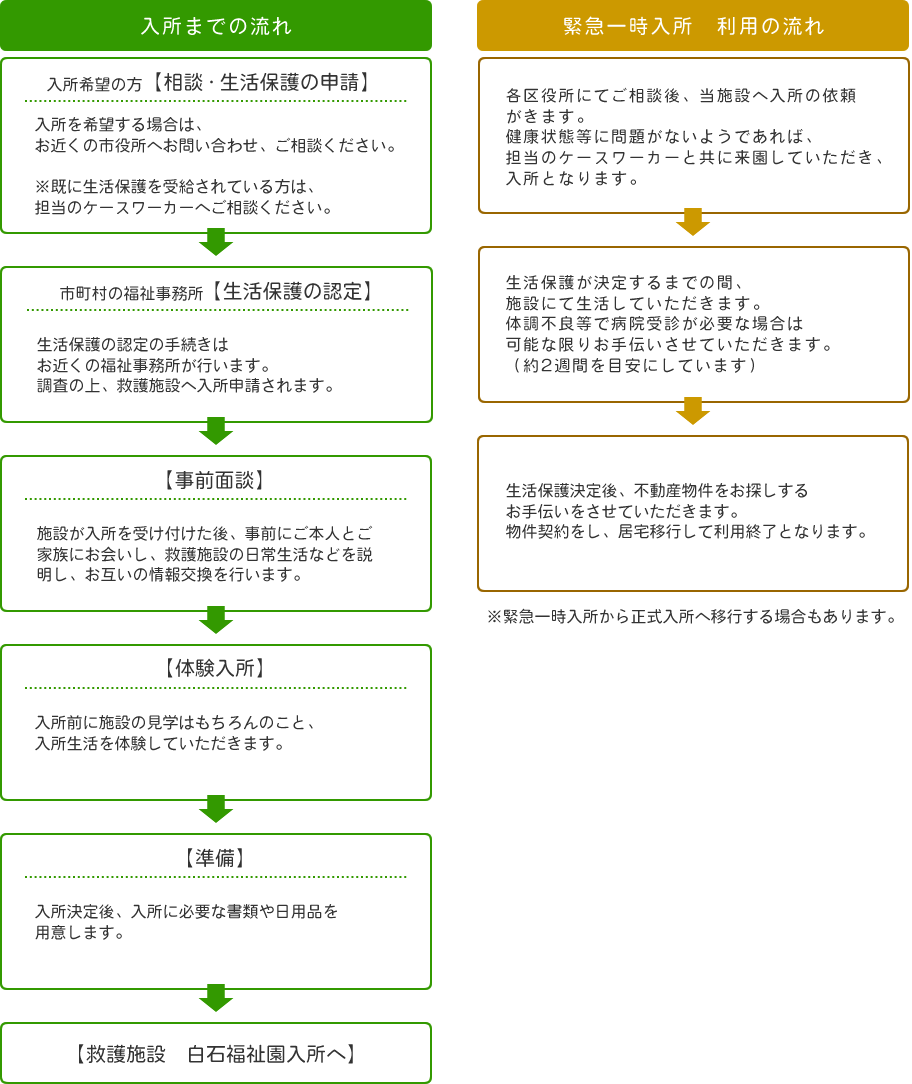 入所までの流れ
入所希望の方【相談・生活保護の申請】
入所を希望する場合は、
お近くの市役所へお問い合わせ、ご相談ください。
※既に生活保護を受給されている方は、
担当のケースワーカーへご相談ください。
市町村の福祉事務所【生活保護の認定】
生活保護の認定の手続きは
お近くの福祉事務所が行います。
調査の上、救護施設へ入所申請されます。
【事前面談】
施設が入所を受け付けた後、事前にご本人とご
家族にお会いし、救護施設の日常生活などを説
明し、お互いの情報交換を行います。
【体験入所】
入所前に施設の見学はもちろんのこと、
入所生活を体験していただきます。
【準備】
入所決定後、入所に必要な書類や日用品を
用意します。
【救護施設　白石福祉園入所へ】
緊急一時入所　利用の流れ
各区役所にてご相談後、当施設へ入所の依頼
がきます。
健康状態等に問題がないようであれば、
担当のケースワーカーと共に来園していただき、
入所となります。
生活保護が決定するまでの間、
施設にて生活していただきます。
体調不良等で病院受診が必要な場合は
可能な限りお手伝いさせていただきます。
（約2週間を目安にしています）
生活保護決定後、不動産物件をお探しする
お手伝いをさせていただきます。
物件契約をし、居宅移行して利用終了となります。
※緊急一時入所から正式入所へ移行する場合もあります。